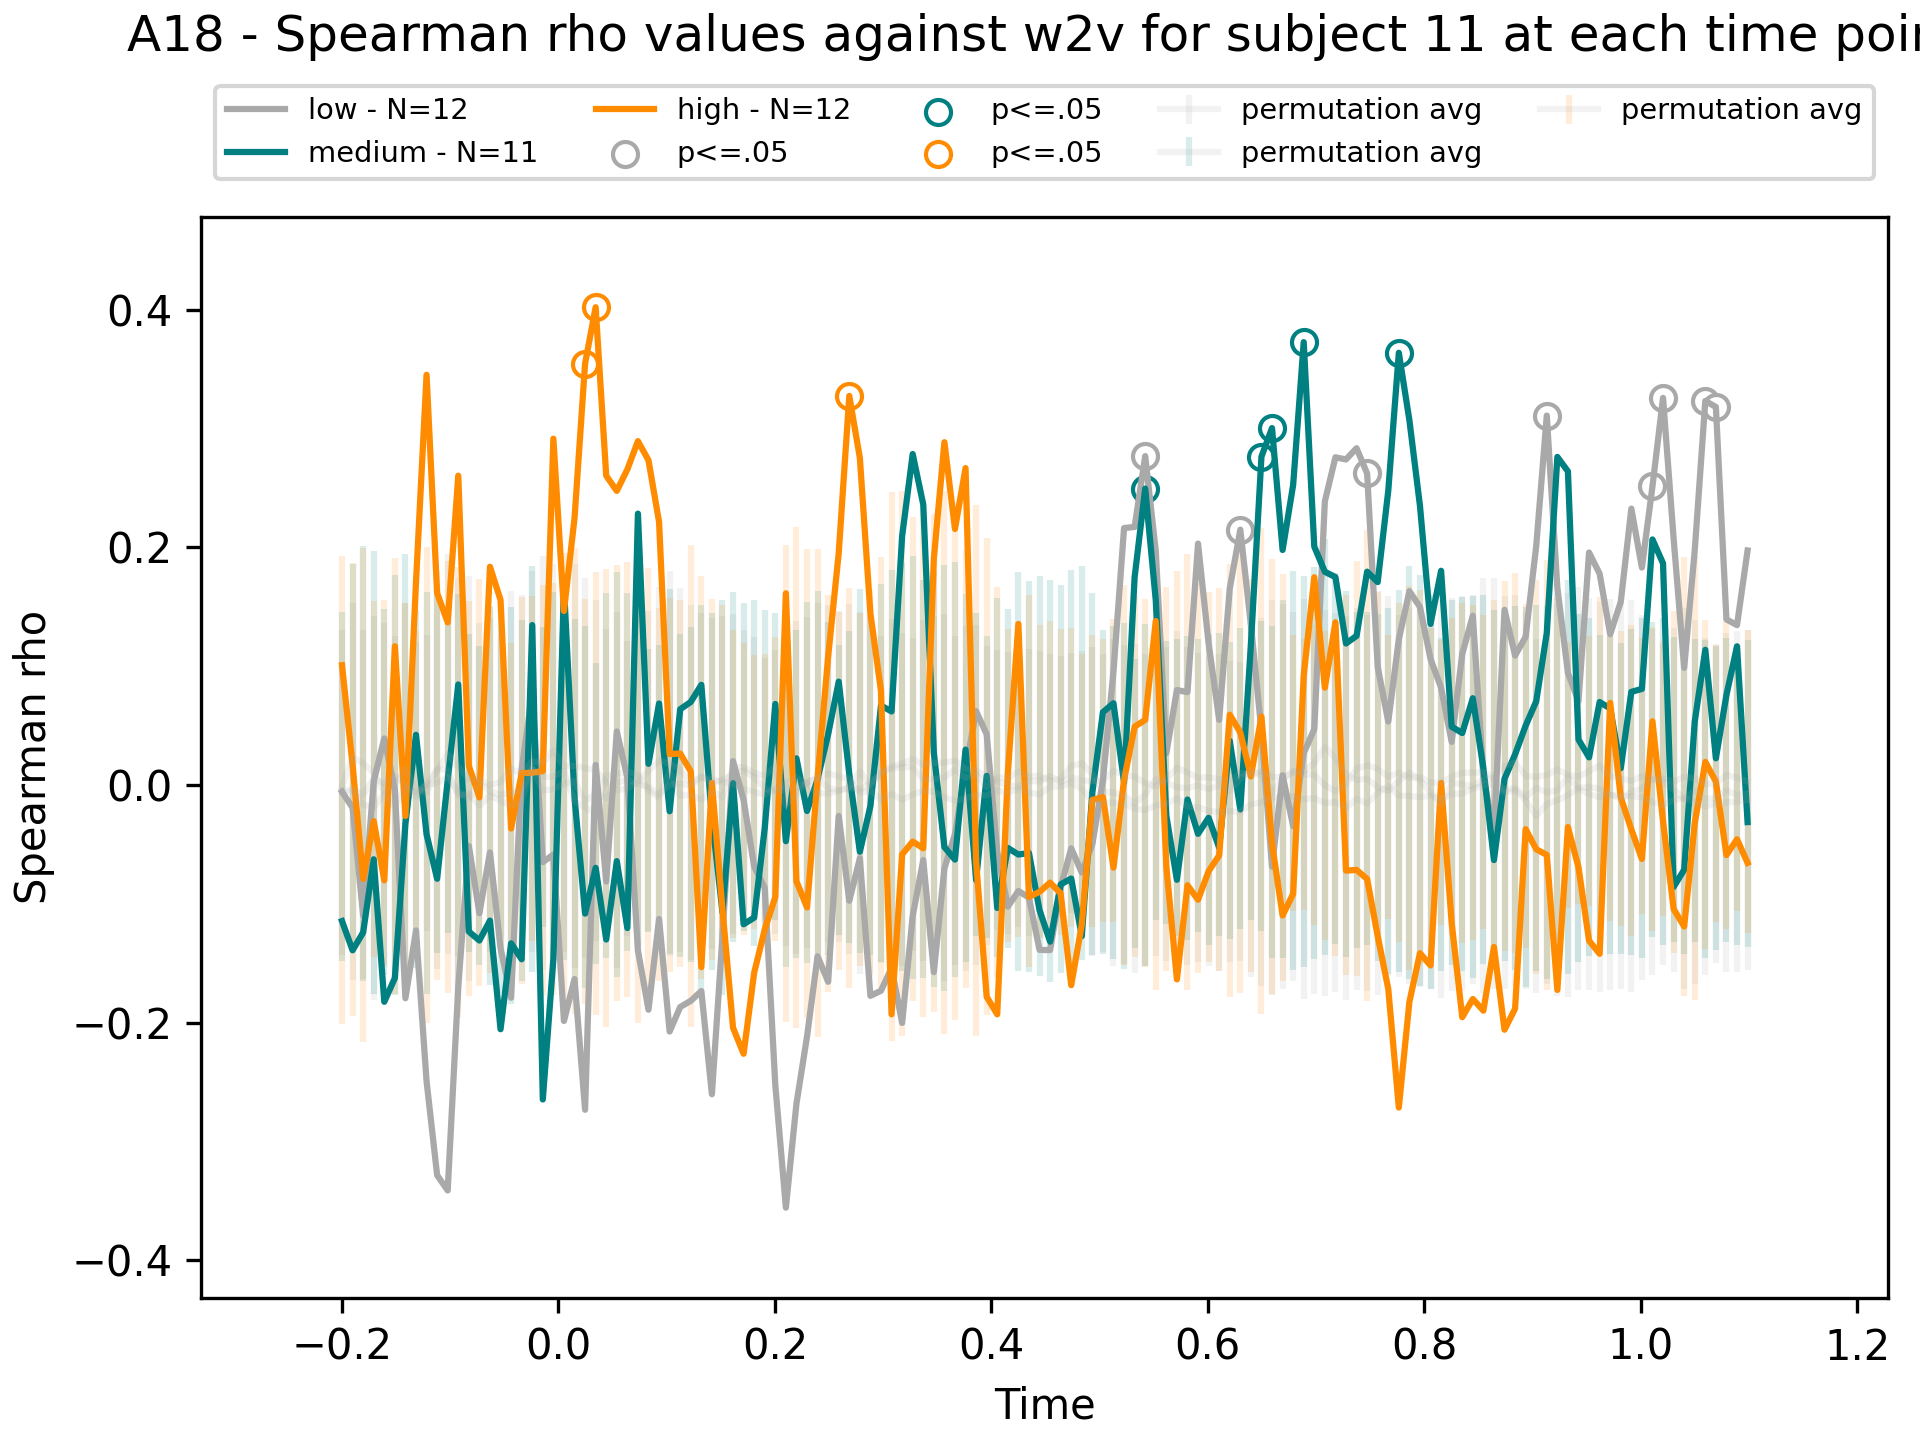 A18 - Spearman rho values against w2v for subject 11 at each time
low - N=12
medium - N=11
high - N=12
p<=.05
p<=.05
p<=.05
permutation avg
permutation avg
permutation avg
Spearman rho
0.4
0.2
0.0
−0.2
−0.4
−0.2
0.0
0.2
0.4
0.6
0.8
1.0
1.2
Time